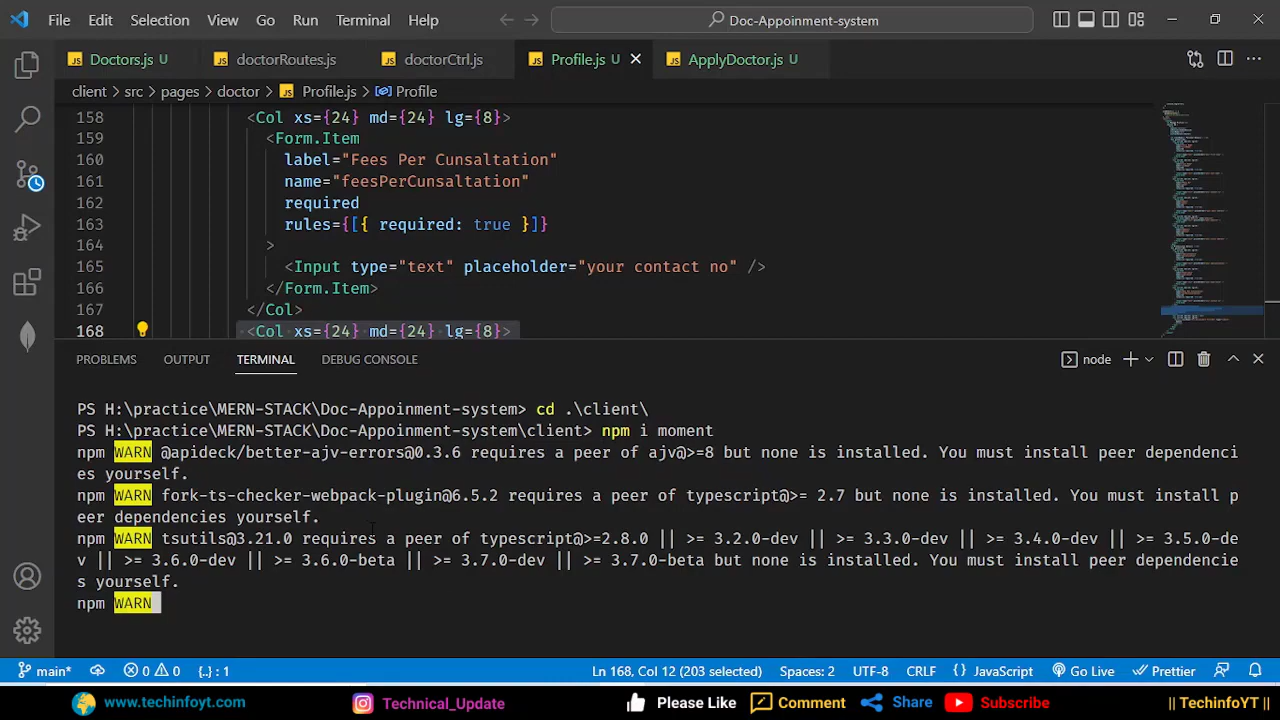 File Edit Selection View Go Run Terminal Help
Doc-Appoinment-system
JS Doctors.js U
JS doctorRoutes.js
JS doctorCtrl.js
JS Profile.js U
JS ApplyDoctor.js U
client > src > pages > doctor > JS Profile.js > Profile
158 <Col xs={24} md={24} lg={8}>
159 <Form.Item
160 label="Fees Per Cunsaltation"
161 name="feesPerCunsaltation"
162 required
163 rules={[{ required: true }]}
164 >
165 <Input type="text" placeholder="your contact no" />
166 </Form.Item>
167 </Col>
168 <Col xs={24} md={24} lg={8}>
PROBLEMS OUTPUT TERMINAL DEBUG CONSOLE
node
PS H:\practice\MERN-STACK\Doc-Appoinment-system> cd .\client\
PS H:\practice\MERN-STACK\Doc-Appoinment-system\client> npm i moment
npm WARN @apideck/better-ajv-errors@0.3.6 requires a peer of ajv@>=8 but none is installed. You must install peer dependenci
es yourself.
npm WARN fork-ts-checker-webpack-plugin@6.5.2 requires a peer of typescript@>= 2.7 but none is installed. You must install p
eer dependencies yourself.
npm WARN tsutils@3.21.0 requires a peer of typescript@>=2.8.0 || >= 3.2.0-dev || >= 3.3.0-dev || >= 3.4.0-dev || >= 3.5.0-de
v || >= 3.6.0-dev || >= 3.6.0-beta || >= 3.7.0-dev || >= 3.7.0-beta but none is installed. You must install peer dependencie
s yourself.
npm WARN
main* 0 0 {..} : 1 Ln 168, Col 12 (203 selected) Spaces: 2 UTF-8 CRLF {} JavaScript Go Live Prettier
www.techinfoyt.com Technical_Update Please Like Comment Share Subscribe || TechinfoYT ||